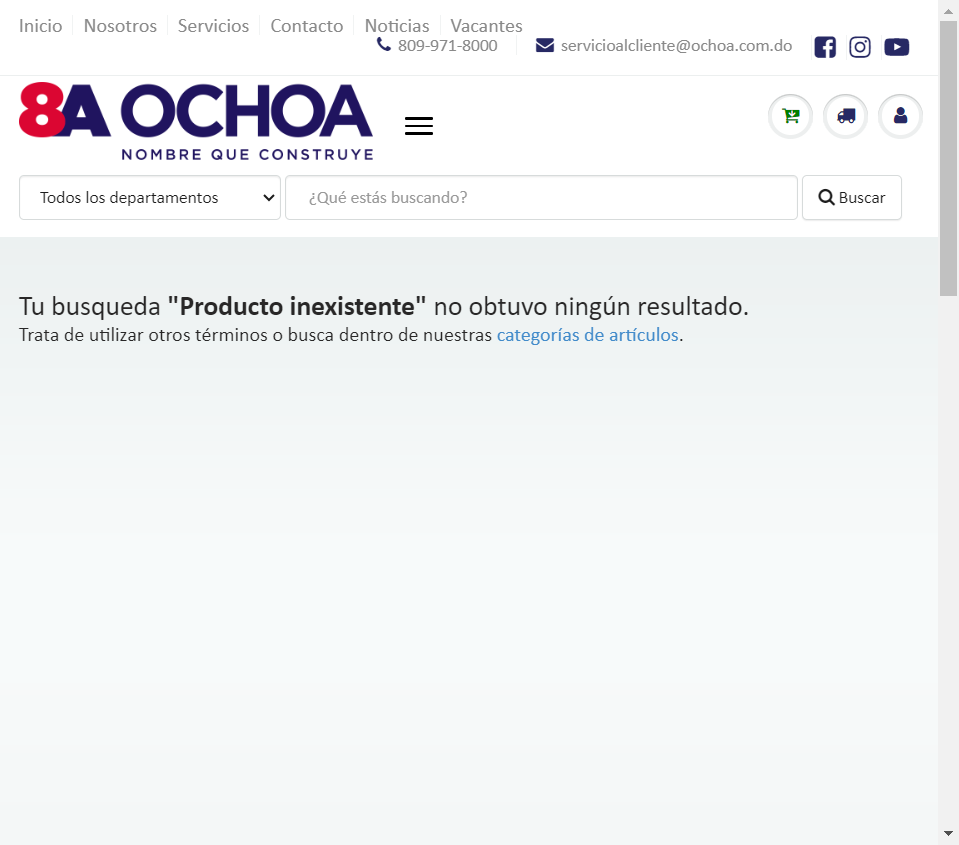 Inicio Nosotros Servicios Contacto Noticias Vacantes
809-971-8000 servicioalcliente@ochoa.com.do
8A OCHOA
NOMBRE QUE CONSTRUYE
Todos los departamentos ¿Qué estás buscando? Buscar
Tu busqueda "Producto inexistente" no obtuvo ningún resultado.
Trata de utilizar otros términos o busca dentro de nuestras categorías de artículos.